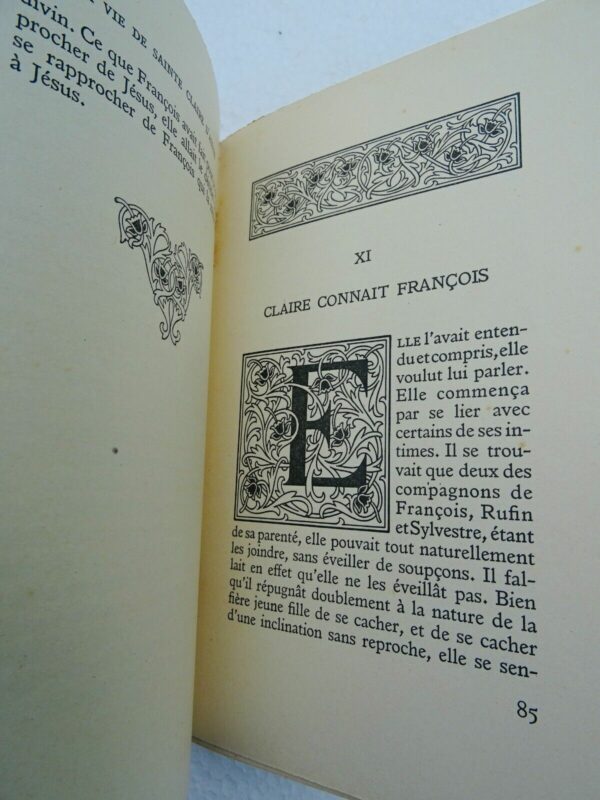 VIE DE SAINTE CLAIRE
divin. Ce que François avait
procher de Jésus, elle allait le
se rapprocher de François
à Jésus.
XI
CLAIRE CONNAIT FRANÇOIS
ELLE l'avait enten-
du et compris, elle
voulut lui parler.
Elle commença
par se lier avec
certains de ses in-
times. Il se trou-
vait que deux des
compagnons de
François, Rufin
et Sylvestre, étant
de sa parenté, elle pouvait tout naturellement
les joindre, sans éveiller de soupçons. Il fal-
lait en effet qu'elle ne les éveillât pas. Bien
qu'il répugnât doublement à la nature de la
fière jeune fille de se cacher, et de se cacher
d'une inclination sans reproche, elle se sen-
85